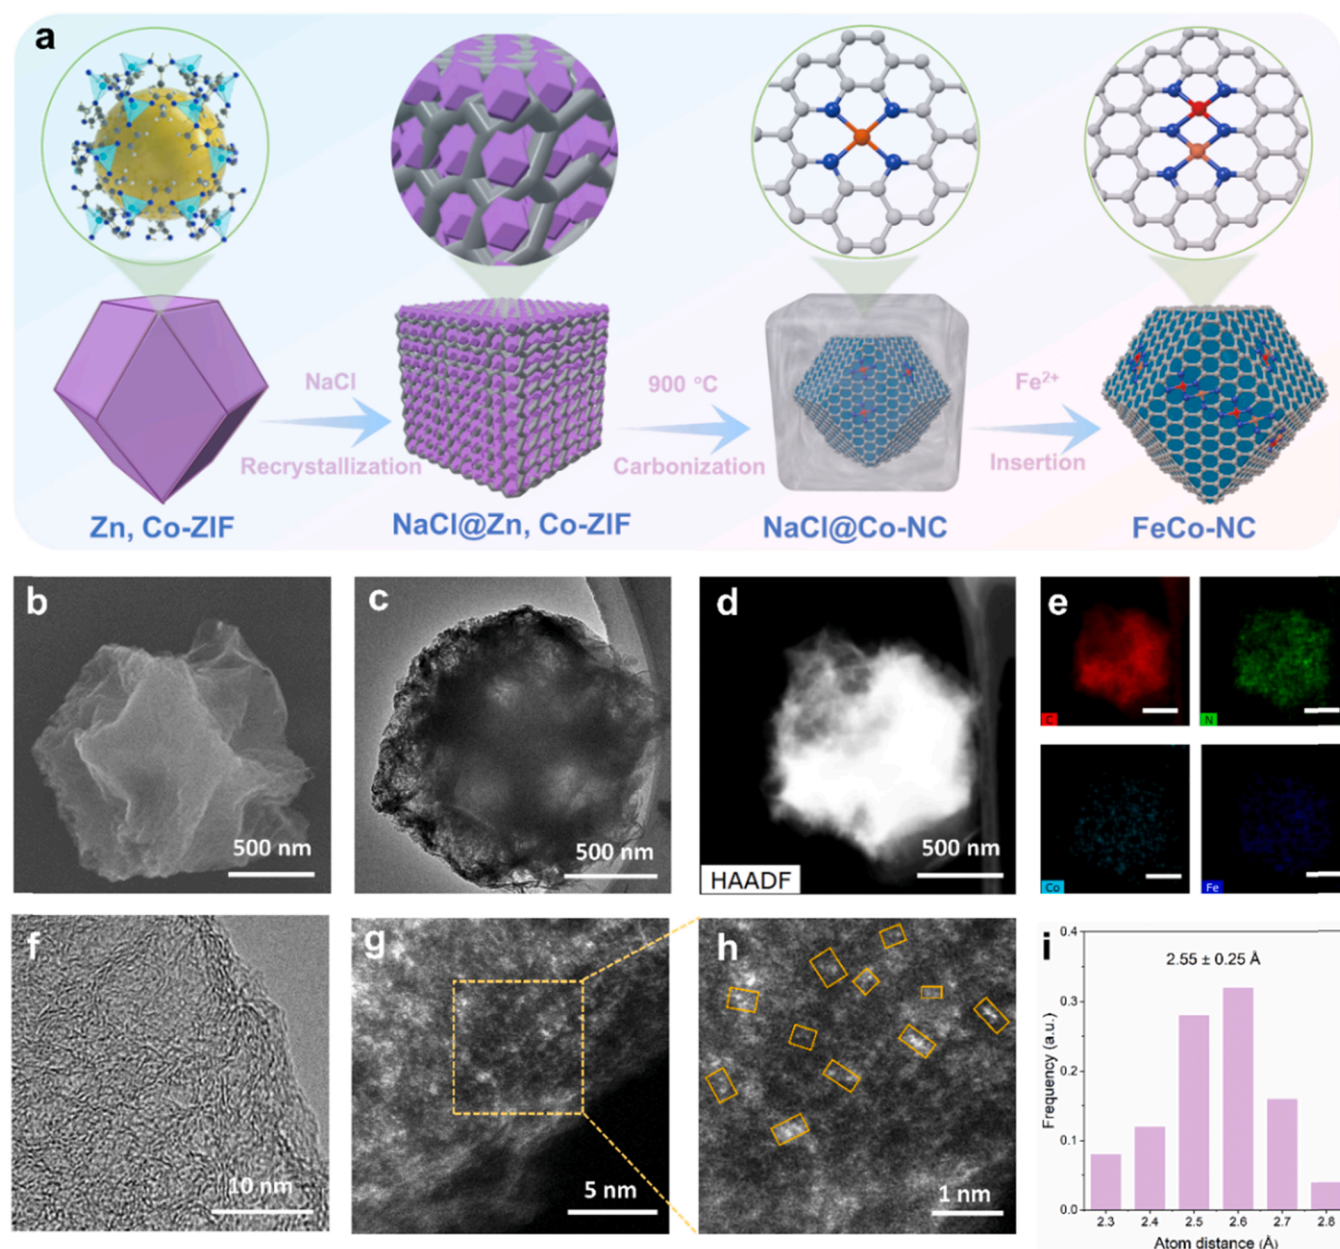 a
NaCl
Recrystallization
900 °C
Carbonization
Fe²⁺
Insertion
Zn, Co-ZIF
NaCl@Zn, Co-ZIF
NaCl@Co-NC
FeCo-NC
b
500 nm
c
500 nm
d
500 nm
HAADF
e
C
N
Co
Fe
f
10 nm
g
5 nm
h
1 nm
i
2.55 ± 0.25 Å
Frequency (a.u.)
0.4
0.3
0.2
0.1
0.0
2.3 2.4 2.5 2.6 2.7 2.8
Atom distance (Å)